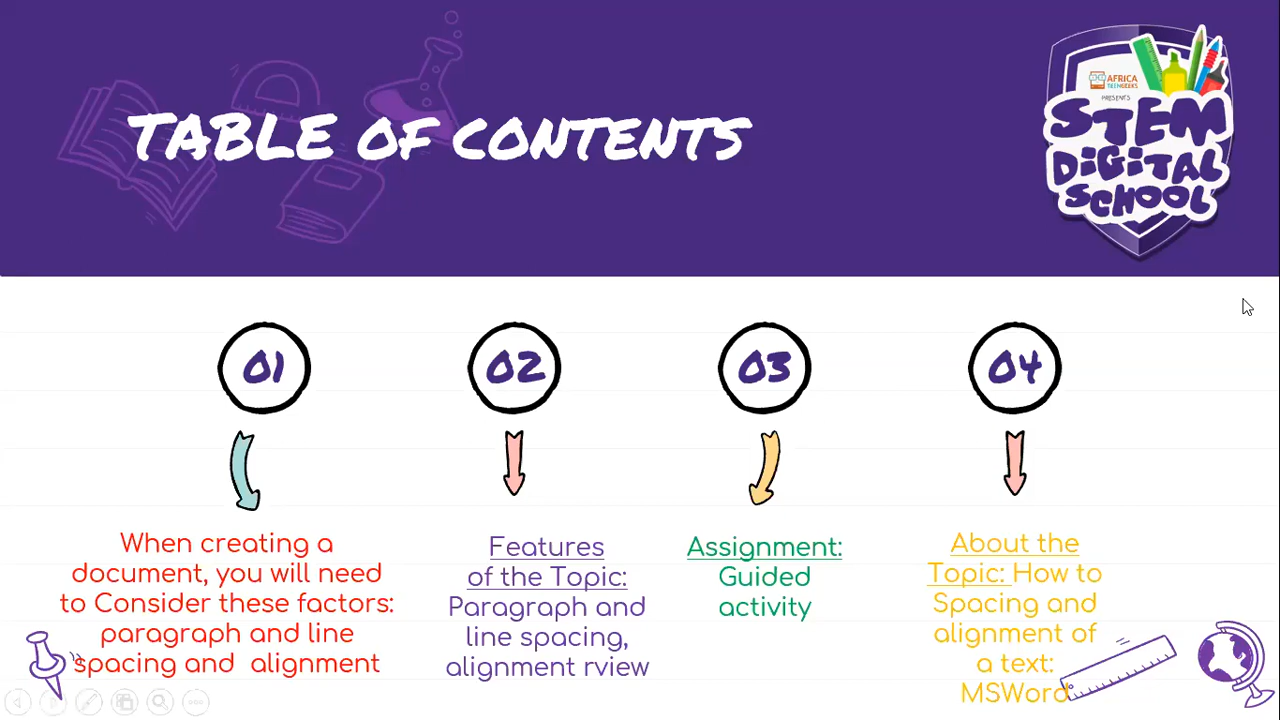 TABLE OF CONTENTS
AFRICA
TEENGEEKS
PRESENTS
STEM
DIGITAL
SCHOOL
01
02
03
04
When creating a
document, you will need
to Consider these factors:
paragraph and line
spacing and alignment
Features
of the Topic:
Paragraph and
line spacing,
alignment rview
Assignment:
Guided
activity
About the
Topic: How to
Spacing and
alignment of
a text:
MSWord